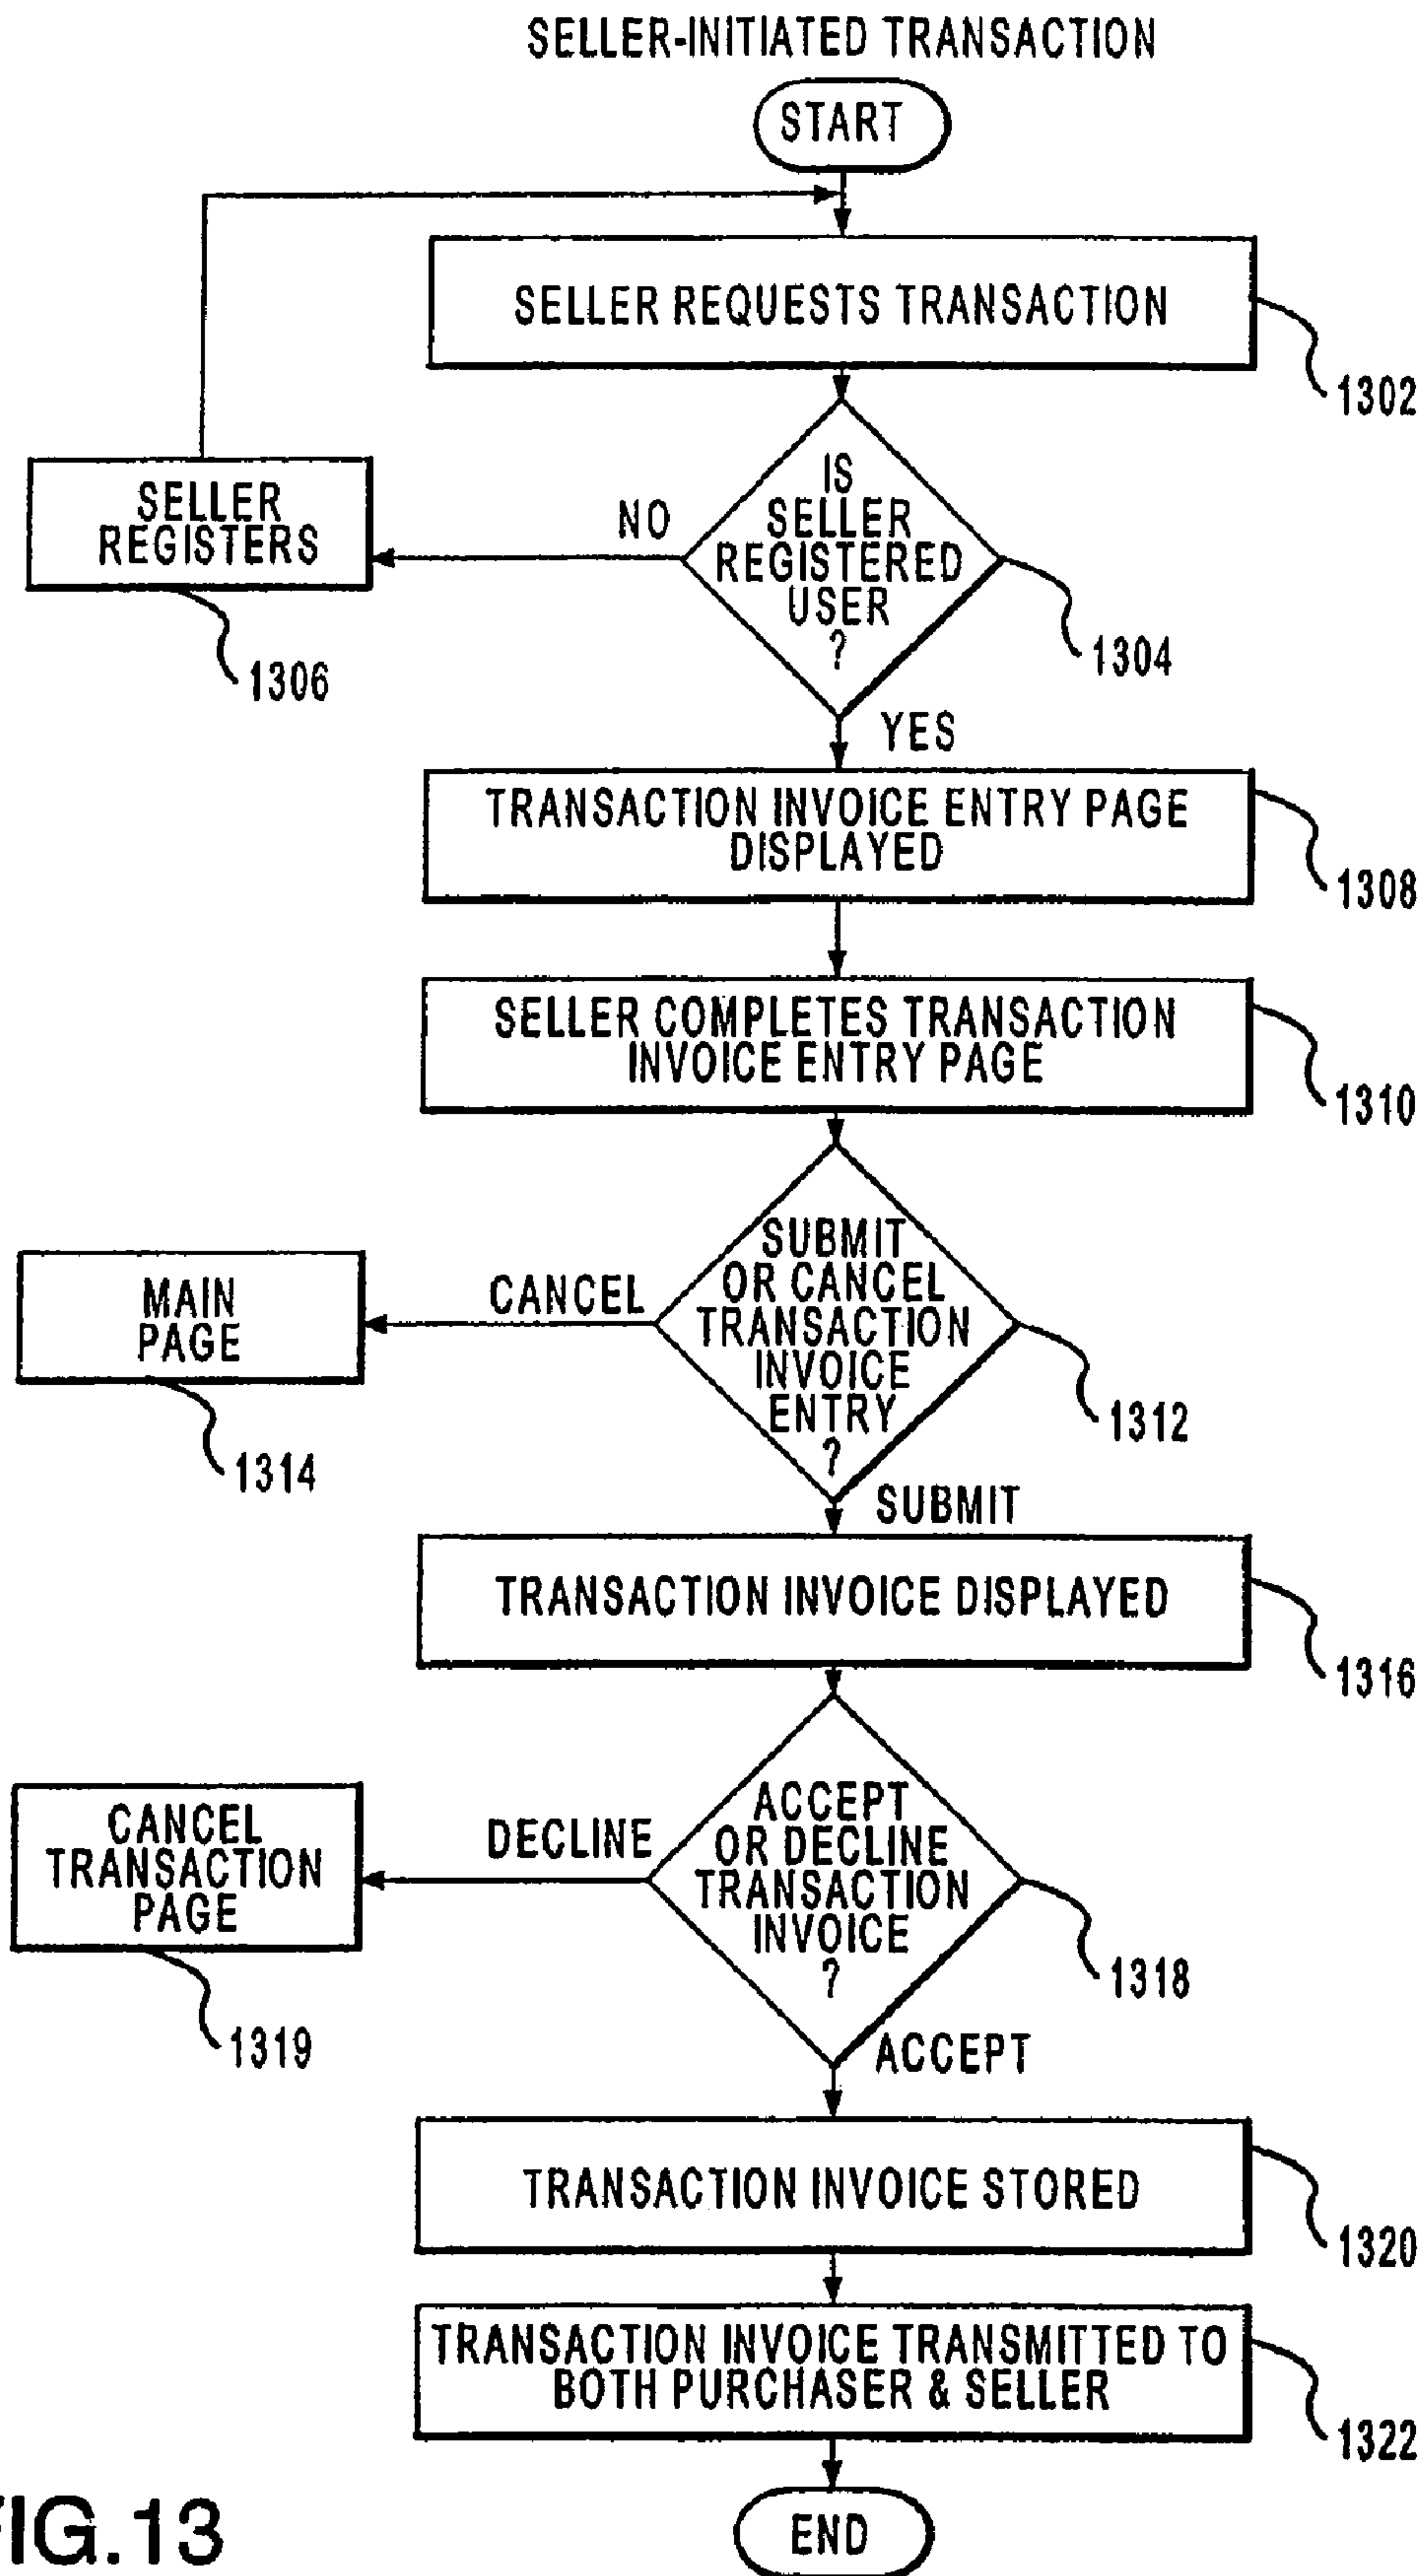 SELLER-INITIATED TRANSACTION
START
SELLER REQUESTS TRANSACTION
1302
IS
SELLER
REGISTERED
USER
?
1304
NO
SELLER
REGISTERS
1306
YES
TRANSACTION INVOICE ENTRY PAGE
DISPLAYED
1308
SELLER COMPLETES TRANSACTION
INVOICE ENTRY PAGE
1310
SUBMIT
OR CANCEL
TRANSACTION
INVOICE
ENTRY
?
1312
CANCEL
MAIN
PAGE
1314
SUBMIT
TRANSACTION INVOICE DISPLAYED
1316
ACCEPT
OR DECLINE
TRANSACTION
INVOICE
?
1318
DECLINE
CANCEL
TRANSACTION
PAGE
1319
ACCEPT
TRANSACTION INVOICE STORED
1320
TRANSACTION INVOICE TRANSMITTED TO
BOTH PURCHASER & SELLER
1322
END
FIG.13